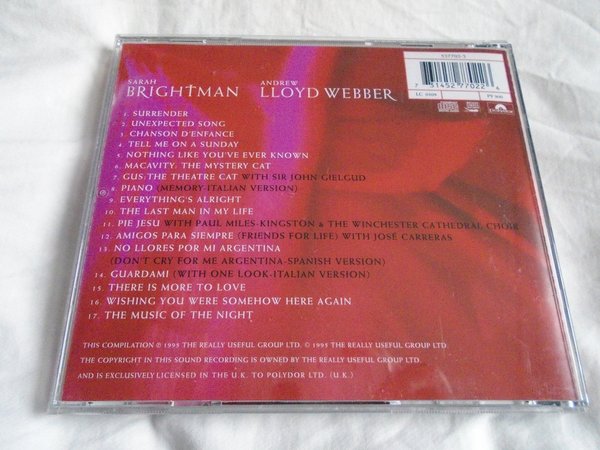 SARAH
BRIGHTMAN
ANDREW
LLOYD WEBBER
1. SURRENDER
2. UNEXPECTED SONG
3. CHANSON D'ENFANCE
4. TELL ME ON A SUNDAY
5. NOTHING LIKE YOU'VE EVER KNOWN
6. MACAVITY: THE MYSTERY CAT
7. GUS: THE THEATRE CAT WITH SIR JOHN GIELGUD
8. PIANO (MEMORY-ITALIAN VERSION)
9. EVERYTHING'S ALRIGHT
10. THE LAST MAN IN MY LIFE
11. PIE JESU WITH PAUL MILES-KINGSTON & THE WINCHESTER CATHEDRAL CHOIR
12. AMIGOS PARA SIEMPRE (FRIENDS FOR LIFE) WITH JOSÉ CARRERAS
13. NO LLORES POR MI ARGENTINA
(DON'T CRY FOR ME ARGENTINA-SPANISH VERSION)
14. GUARDAMI (WITH ONE LOOK-ITALIAN VERSION)
15. THERE IS MORE TO LOVE
16. WISHING YOU WERE SOMEHOW HERE AGAIN
17. THE MUSIC OF THE NIGHT
THIS COMPILATION ℗ 1995 THE REALLY USEFUL GROUP LTD. © 1995 THE REALLY USEFUL GROUP LTD.
THE COPYRIGHT IN THIS SOUND RECORDING IS OWNED BY THE REALLY USEFUL GROUP LTD.
AND IS EXCLUSIVELY LICENSED IN THE U.K. TO POLYDOR LTD. (U.K.)
7 31452 77022 4